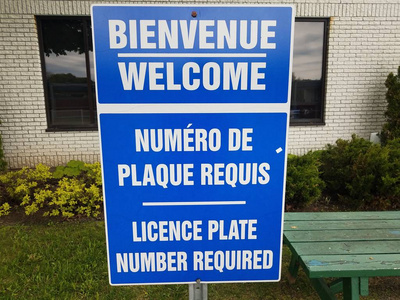 BIENVENUE
WELCOME
NUMÉRO DE
PLAQUE REQUIS
LICENCE PLATE
NUMBER REQUIRED